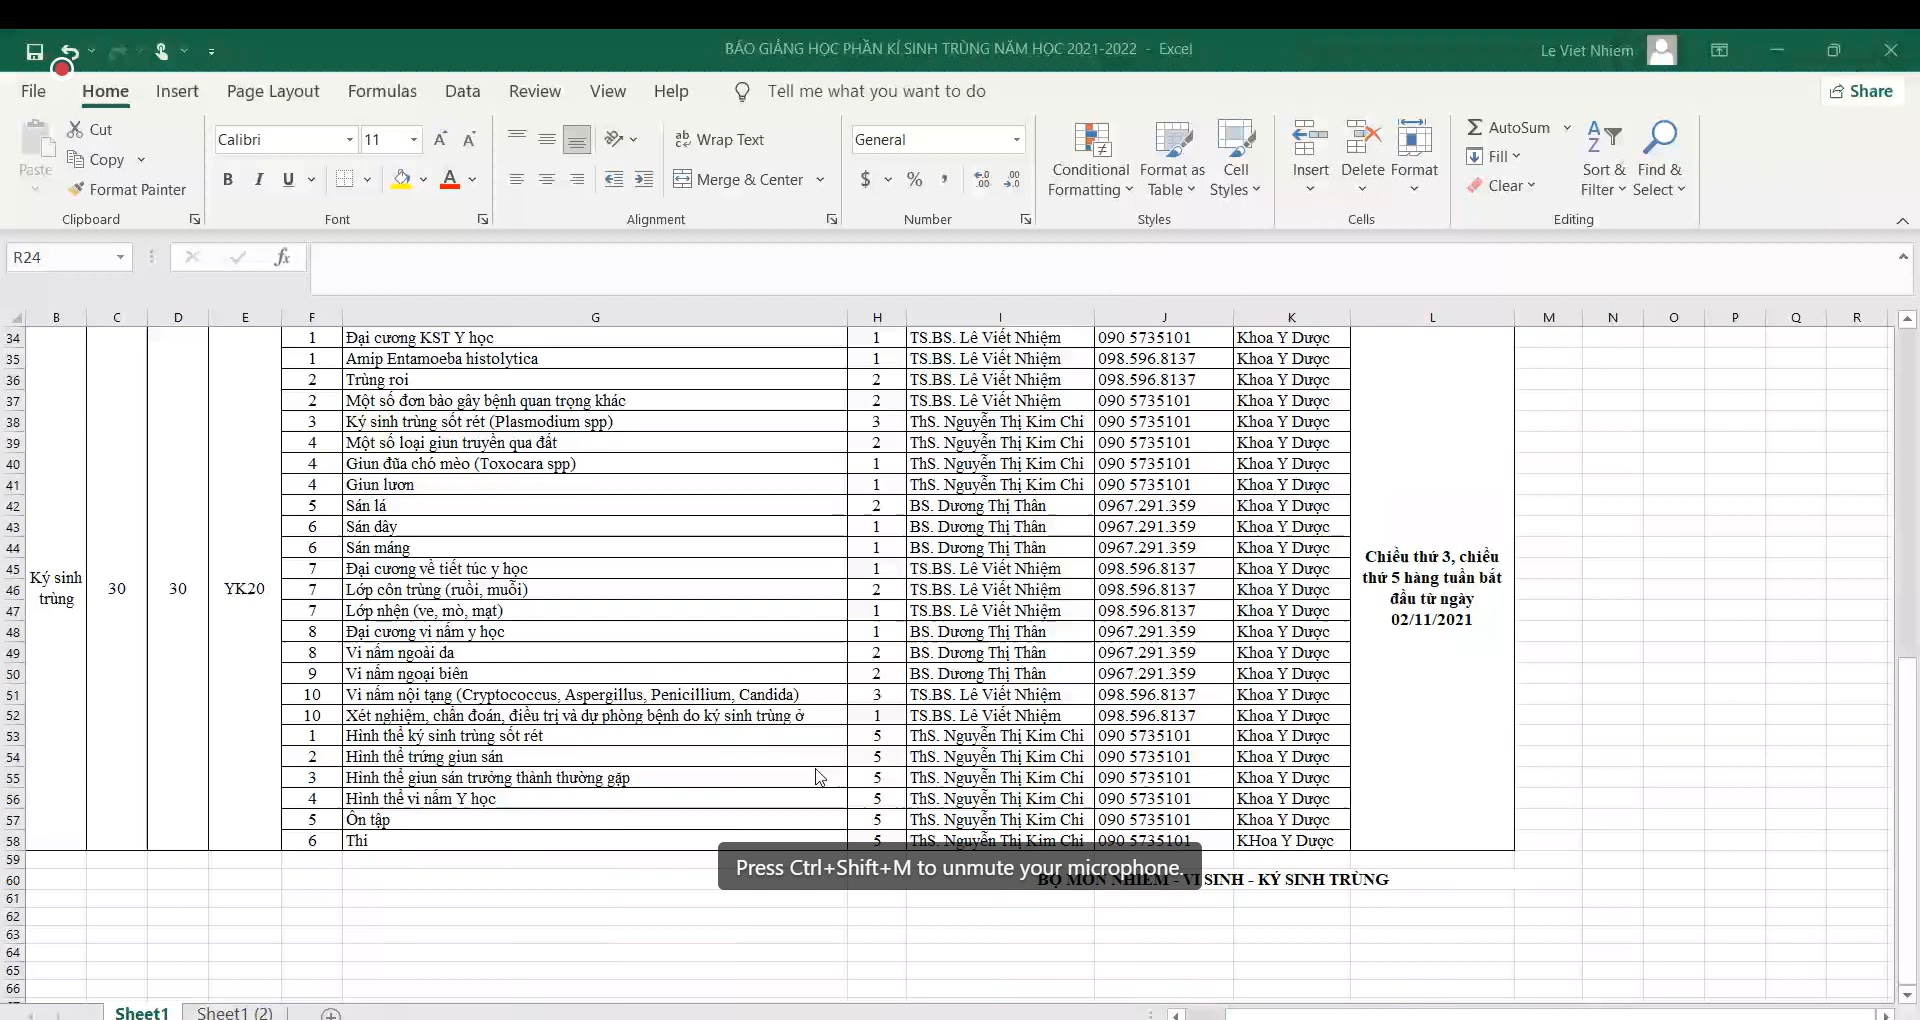 BÁO GIẢNG HỌC PHẦN KÍ SINH TRÙNG NĂM HỌC 2021-2022 - Excel
Le Viet Nhiem
File Home Insert Page Layout Formulas Data Review View Help Tell me what you want to do Share
Paste
Cut
Copy
Format Painter
Clipboard
Calibri 11
B I U
Font
Wrap Text
Merge & Center
Alignment
General
$ % ,
Number
Conditional Formatting
Format as Table
Cell Styles
Styles
Insert Delete Format
Cells
AutoSum
Fill
Clear
Sort & Filter
Find & Select
Editing
R24 fx
B C D E F G H I J K L M N O P Q R
34 1 Đại cương KST Y học 1 TS.BS. Lê Viết Nhiệm 090 5735101 Khoa Y Dược
35 1 Amip Entamoeba histolytica 1 TS.BS. Lê Viết Nhiệm 098.596.8137 Khoa Y Dược
36 2 Trùng roi 2 TS.BS. Lê Viết Nhiệm 098.596.8137 Khoa Y Dược
37 2 Một số đơn bào gây bệnh quan trọng khác 2 TS.BS. Lê Viết Nhiệm 090 5735101 Khoa Y Dược
38 3 Ký sinh trùng sốt rét (Plasmodium spp) 3 ThS. Nguyễn Thị Kim Chi 090 5735101 Khoa Y Dược
39 4 Một số loại giun truyền qua đất 2 ThS. Nguyễn Thị Kim Chi 090 5735101 Khoa Y Dược
40 4 Giun đũa chó mèo (Toxocara spp) 1 ThS. Nguyễn Thị Kim Chi 090 5735101 Khoa Y Dược
41 4 Giun lươn 1 ThS. Nguyễn Thị Kim Chi 090 5735101 Khoa Y Dược
42 5 Sán lá 2 BS. Dương Thị Thân 0967.291.359 Khoa Y Dược
43 6 Sán dây 1 BS. Dương Thị Thân 0967.291.359 Khoa Y Dược
44 6 Sán máng 1 BS. Dương Thị Thân 0967.291.359 Khoa Y Dược
45 7 Đại cương về tiết túc y học 1 TS.BS. Lê Viết Nhiệm 098.596.8137 Khoa Y Dược
46 7 Lớp côn trùng (ruồi, muỗi) 2 TS.BS. Lê Viết Nhiệm 098.596.8137 Khoa Y Dược
47 7 Lớp nhện (ve, mò, mạt) 1 TS.BS. Lê Viết Nhiệm 098.596.8137 Khoa Y Dược
48 8 Đại cương vi nấm y học 1 BS. Dương Thị Thân 0967.291.359 Khoa Y Dược
49 8 Vi nấm ngoài da 2 BS. Dương Thị Thân 0967.291.359 Khoa Y Dược
50 9 Vi nấm ngoại biên 2 BS. Dương Thị Thân 0967.291.359 Khoa Y Dược
51 10 Vi nấm nội tạng (Cryptococcus, Aspergillus, Penicillium, Candida) 3 TS.BS. Lê Viết Nhiệm 098.596.8137 Khoa Y Dược
52 10 Xét nghiệm, chẩn đoán, điều trị và dự phòng bệnh do ký sinh trùng ở 1 TS.BS. Lê Viết Nhiệm 098.596.8137 Khoa Y Dược
53 1 Hình thể ký sinh trùng sốt rét 5 ThS. Nguyễn Thị Kim Chi 090 5735101 Khoa Y Dược
54 2 Hình thể trứng giun sán 5 ThS. Nguyễn Thị Kim Chi 090 5735101 Khoa Y Dược
55 3 Hình thể giun sán trưởng thành thường gặp 5 ThS. Nguyễn Thị Kim Chi 090 5735101 Khoa Y Dược
56 4 Hình thể vi nấm Y học 5 ThS. Nguyễn Thị Kim Chi 090 5735101 Khoa Y Dược
57 5 Ôn tập 5 ThS. Nguyễn Thị Kim Chi 090 5735101 Khoa Y Dược
58 6 Thi 5 ThS. Nguyễn Thị Kim Chi 090 5735101 KHoa Y Dược
Ký sinh
trùng
30 30 YK20
Chiều thứ 3, chiều
thứ 5 hàng tuần bắt
đầu từ ngày
02/11/2021
59
Press Ctrl+Shift+M to unmute your microphone.
60 BỘ MÔN NHIỄM - VI SINH - KÝ SINH TRÙNG
61
62
63
64
65
66
Sheet1 Sheet1 (2)